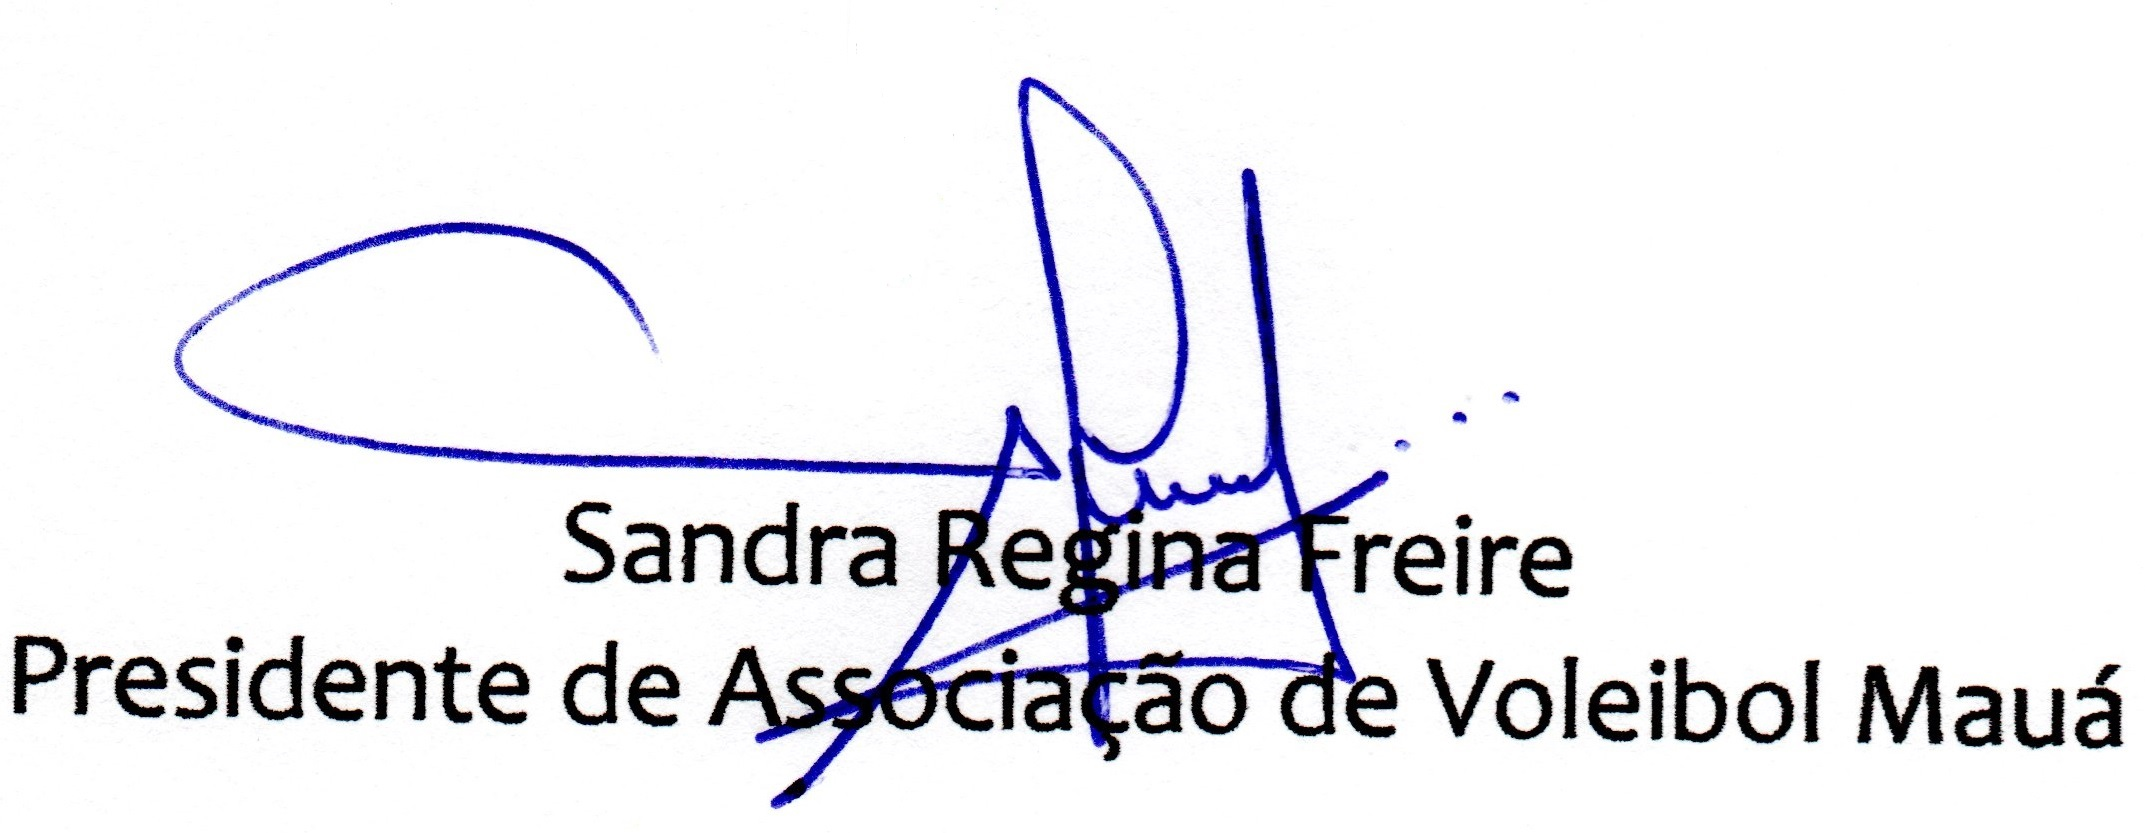 Sandra Regina Freire
Presidente de Associação de Voleibol Mauá